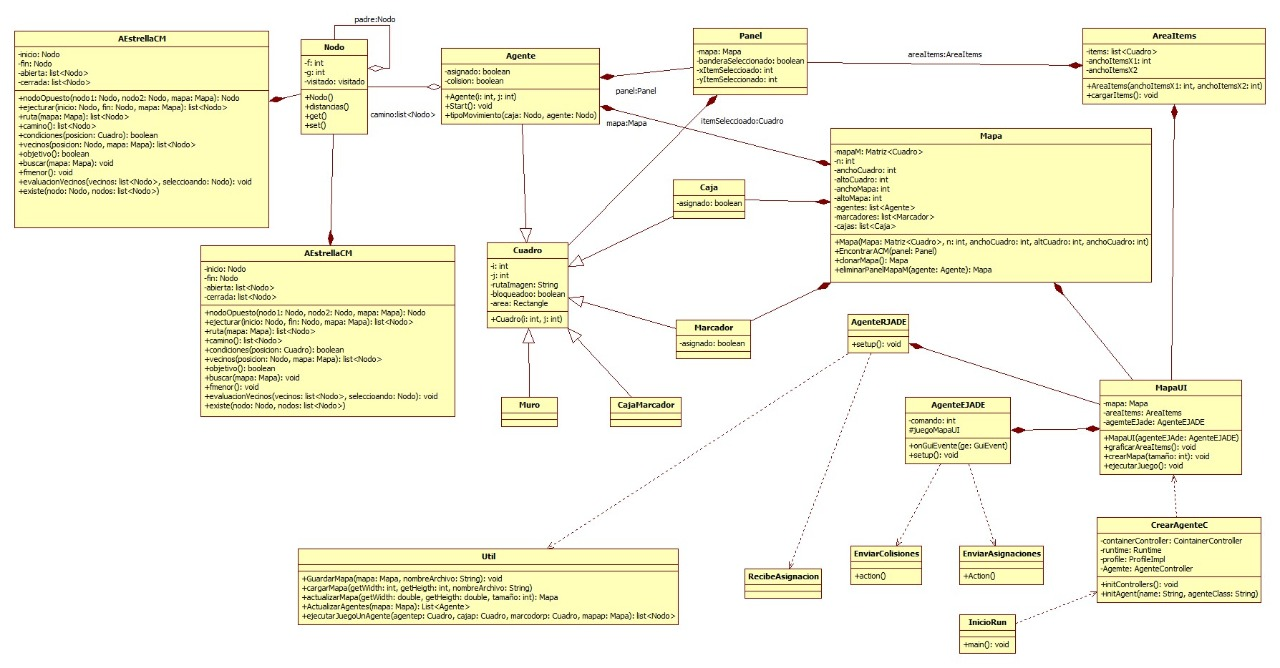 padre:Nodo
AEstrellaCM
-inicio: Nodo
-fin: Nodo
-abierta: list<Nodo>
-cerrada: list<Nodo>
+nodoOpuesto(nodo1: Nodo, nodo2: Nodo, mapa: Mapa): Nodo
+ejecturar(inicio: Nodo, fin: Nodo, mapa: Mapa): list<Nodo>
+ruta(mapa: Mapa): list<Nodo>
+camino(): list<Nodo>
+condiciones(posicion: Cuadro): boolean
+vecinos(posicion: Nodo, mapa: Mapa): list<Nodo>
+objetivo(): boolean
+buscar(mapa: Mapa): void
+fmenor(): void
+evaluacionVecinos(vecinos: list<Nodo>, seleccioando: Nodo): void
+existe(nodo: Nodo, nodos: list<Nodo>)
Nodo
-f: int
-g: int
-visitado: visitado
+Nodo()
+distancias()
+get()
+set()
camino:list<Nodo>
Agente
-asignado: boolean
-colision: boolean
+Agente(i: int, j: int)
+Start(): void
+tipoMovimiento(caja: Nodo, agente: Nodo)
panel:Panel
mapa:Mapa
Panel
-mapa: Mapa
-banderaSeleccionado: boolean
-xItemSeleccioado: int
-yItemSeleccionado: int
itemSeleccioado:Cuadro
areaItems:AreaItems
AreaItems
-items: list<Cuadro>
-anchoItemsX1: int
-anchoItemsX2
+AreaItems(anchoItemsX1: int, anchoItemsX2: int)
+cargarItems(): void
Mapa
-mapaM: Matriz<Cuadro>
-n: int
-anchoCuadro: int
-altoCuadro: int
-anchoMapa: int
-altoMapa: int
-agentes: list<Agente>
-marcadores: list<Marcador>
-cajas: list<Caja>
+Mapa(Mapa: Matriz<Cuadro>, n: int, anchoCuadro: int, altCuadro: int, anchoCuadro: int)
+EncontrarACM(panel: Panel)
+clonarMapa(): Mapa
+eliminarPanelMapaM(agente: Agente): Mapa
Caja
-asignado: boolean
AEstrellaCM
-inicio: Nodo
-fin: Nodo
-abierta: list<Nodo>
-cerrada: list<Nodo>
+nodoOpuesto(nodo1: Nodo, nodo2: Nodo, mapa: Mapa): Nodo
+ejecturar(inicio: Nodo, fin: Nodo, mapa: Mapa): list<Nodo>
+ruta(mapa: Mapa): list<Nodo>
+camino(): list<Nodo>
+condiciones(posicion: Cuadro): boolean
+vecinos(posicion: Nodo, mapa: Mapa): list<Nodo>
+objetivo(): boolean
+buscar(mapa: Mapa): void
+fmenor(): void
+evaluacionVecinos(vecinos: list<Nodo>, seleccioando: Nodo): void
+existe(nodo: Nodo, nodos: list<Nodo>)
Cuadro
-i: int
-j: int
-rutaImagen: String
-bloqueadoo: boolean
-area: Rectangle
+Cuadro(i: int, j: int)
Marcador
-asignado: boolean
Muro
CajaMarcador
AgenteRJADE
+setup(): void
AgenteEJADE
-comando: int
#juegoMapaUI
+onGuiEvente(ge: GuiEvent)
+setup(): void
MapaUI
-mapa: Mapa
-areaItems: AreaItems
-agemteEJade: AgenteEJADE
+MapaUI(agenteEJAde: AgenteEJADE)
+graficarAreaItems(): void
+crearMapa(tamaño: int): void
+ejecutarJuego(): void
CrearAgenteC
-containerController: CointainerController
-runtime: Runtime
-profile: ProfileImpl
-Agemte: AgenteController
+initControllers(): void
+initAgent(name: String, agenteClass: String)
Util
+GuardarMapa(mapa: Mapa, nombreArchivo: String): void
+cargarMapa(getWidth: int, getHeigth: int, nombreArchivo: String)
+actualizarMapa(getWidth: double, getHeigth: double, tamaño: int): Mapa
+ActualizarAgentes(mapa: Mapa): List<Agente>
+ejecutarJuegoUnAgente(agentep: Cuadro, cajap: Cuadro, marcodorp: Cuadro, mapap: Mapa): list<Nodo>
RecibeAsignacion
EnviarColisiones
+action()
EnviarAsignaciones
+Action()
InicioRun
+main(): void